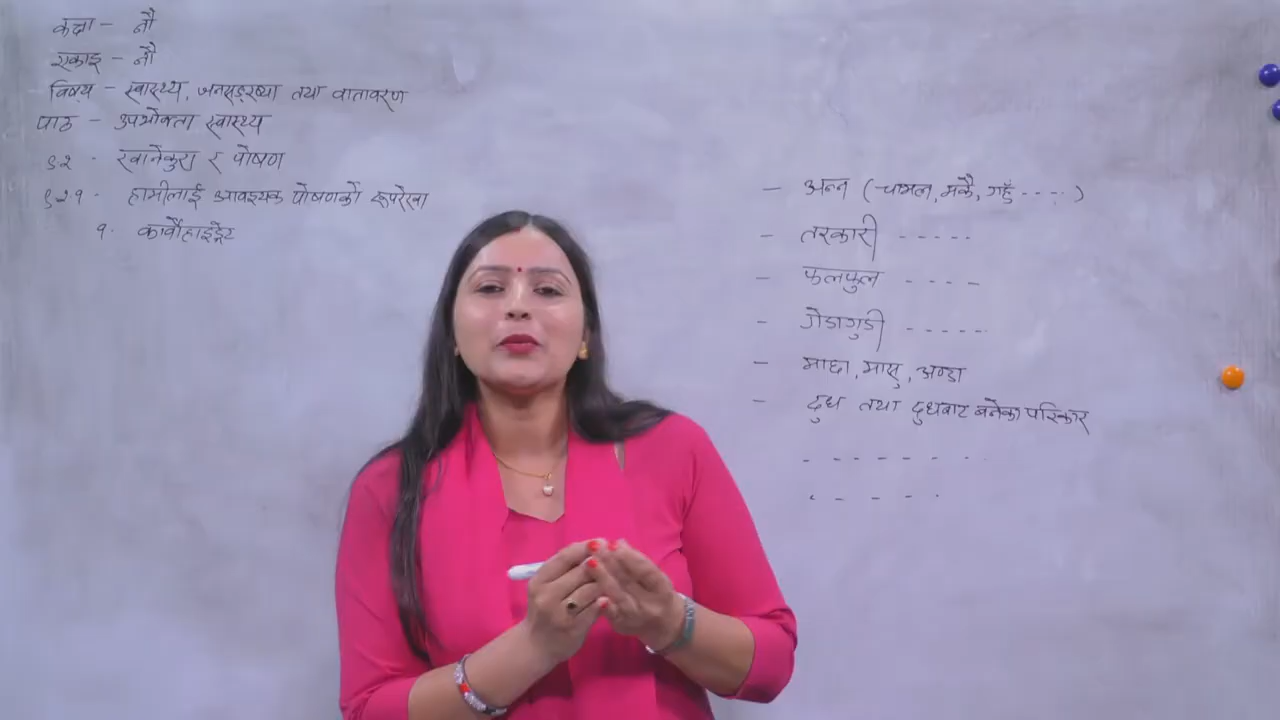 कक्षा - नौ
एकाइ - नौ
विषय - स्वास्थ्य, जनसङ्ख्या तथा वातावरण
पाठ - उपभोक्ता स्वास्थ्य
९.२ - खानेकुरा र पोषण
९.२.१ - हामीलाई आवश्यक पोषणको रूपरेखा
१. कार्बोहाइड्रेट
- अन्न (चामल, मकै, गहुँ ----)
- तरकारी -----
- फलफुल ----
- गेडागुडी -----
- माछा, मासु, अण्डा
- दुध तथा दुधबाट बनेका परिकार